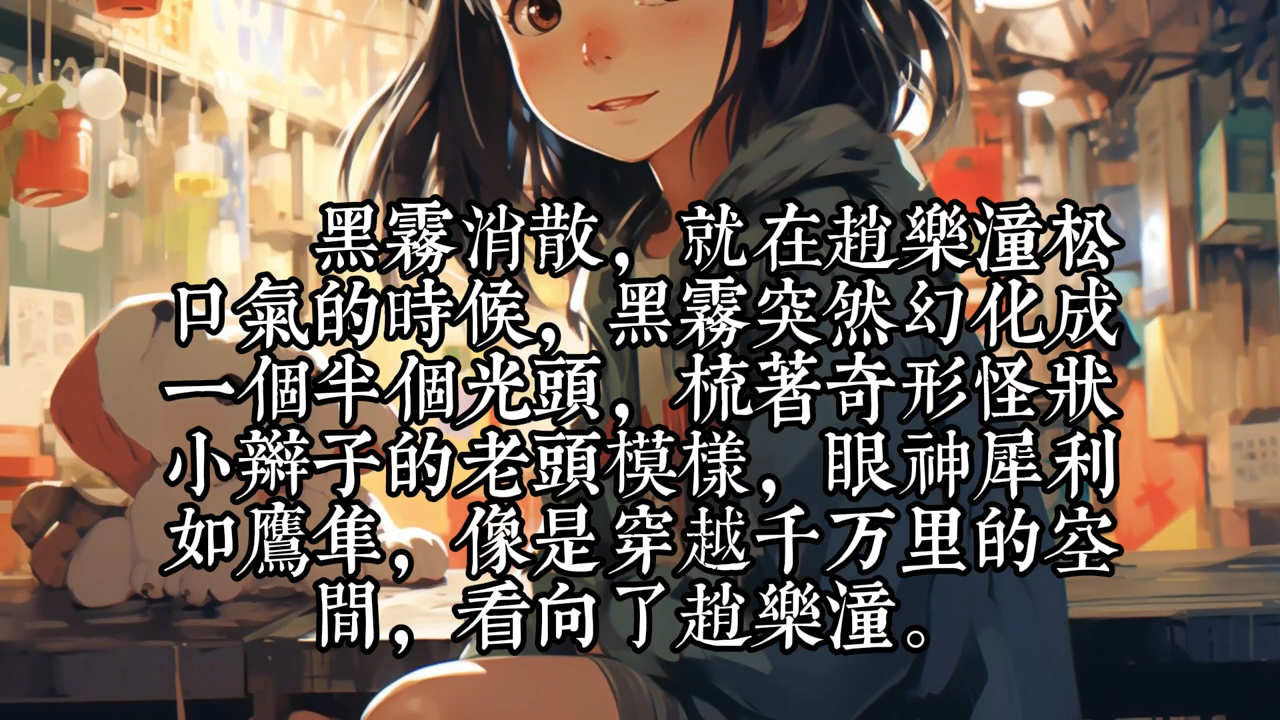 黑霧消散，就在趙樂潼松
口氣的時候，黑霧突然幻化成
一個半個光頭，梳著奇形怪狀
小辮子的老頭模樣，眼神犀利
如鷹隼，像是穿越千万里的空
間，看向了趙樂潼。